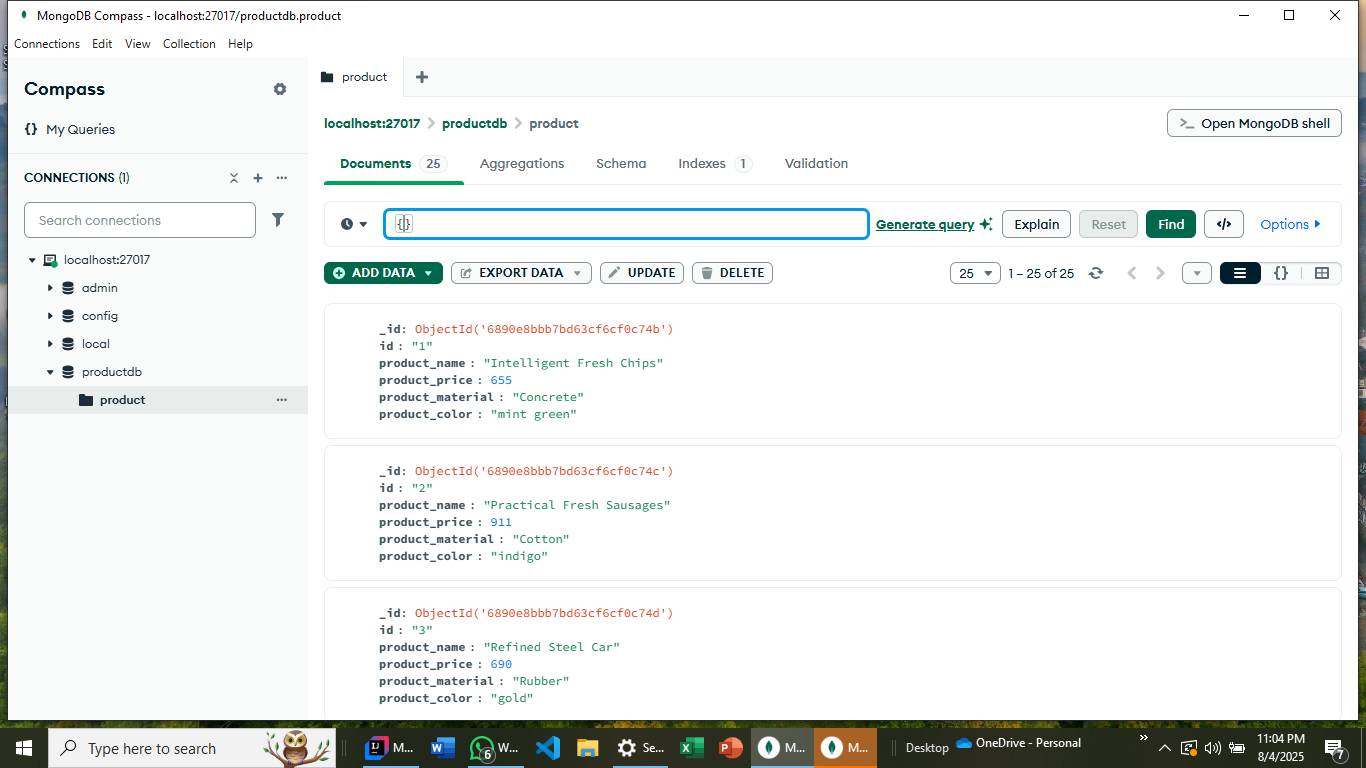 MongoDB Compass - localhost:27017/productdb.product
Connections Edit View Collection Help
Compass
{} My Queries
CONNECTIONS (1)
Search connections
localhost:27017
admin
config
local
productdb
product
product
localhost:27017 productdb product
>_ Open MongoDB shell
Documents 25 Aggregations Schema Indexes 1 Validation
{} Generate query Explain Reset Find </> Options
ADD DATA EXPORT DATA UPDATE DELETE 25 1 – 25 of 25 {}
_id: ObjectId('6890e8bbb7bd63cf6cf0c74b')
id : "1"
product_name : "Intelligent Fresh Chips"
product_price : 655
product_material : "Concrete"
product_color : "mint green"
_id: ObjectId('6890e8bbb7bd63cf6cf0c74c')
id : "2"
product_name : "Practical Fresh Sausages"
product_price : 911
product_material : "Cotton"
product_color : "indigo"
_id: ObjectId('6890e8bbb7bd63cf6cf0c74d')
id : "3"
product_name : "Refined Steel Car"
product_price : 690
product_material : "Rubber"
product_color : "gold"
Type here to search M... 6 W... Se... M... M... Desktop OneDrive - Personal 11:04 PM
8/4/2025 7